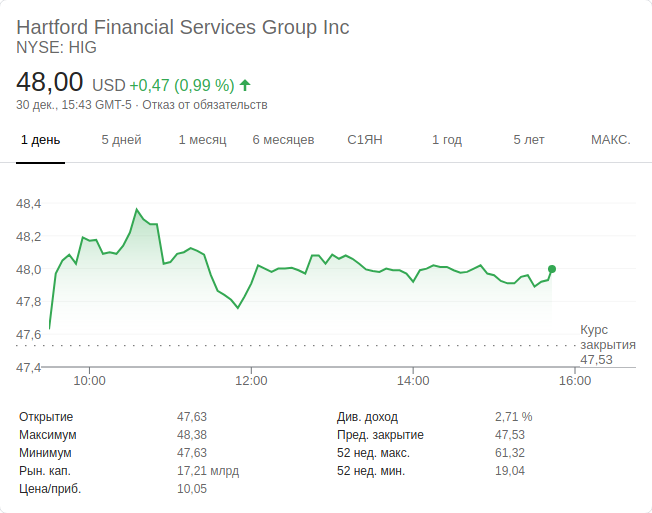 Hartford Financial Services Group Inc
NYSE: HIG
48,00 USD +0,47 (0,99 %)
30 дек., 15:43 GMT-5 · Отказ от обязательств
1 день 5 дней 1 месяц 6 месяцев С1ЯН 1 год 5 лет МАКС.
48,4
48,2
48,0
47,8
47,6
47,4
Курс
закрытия
47,53
10:00 12:00 14:00 16:00
Открытие 47,63 Див. доход 2,71 %
Максимум 48,38 Пред. закрытие 47,53
Минимум 47,63 52 нед. макс. 61,32
Рын. кап. 17,21 млрд 52 нед. мин. 19,04
Цена/приб. 10,05